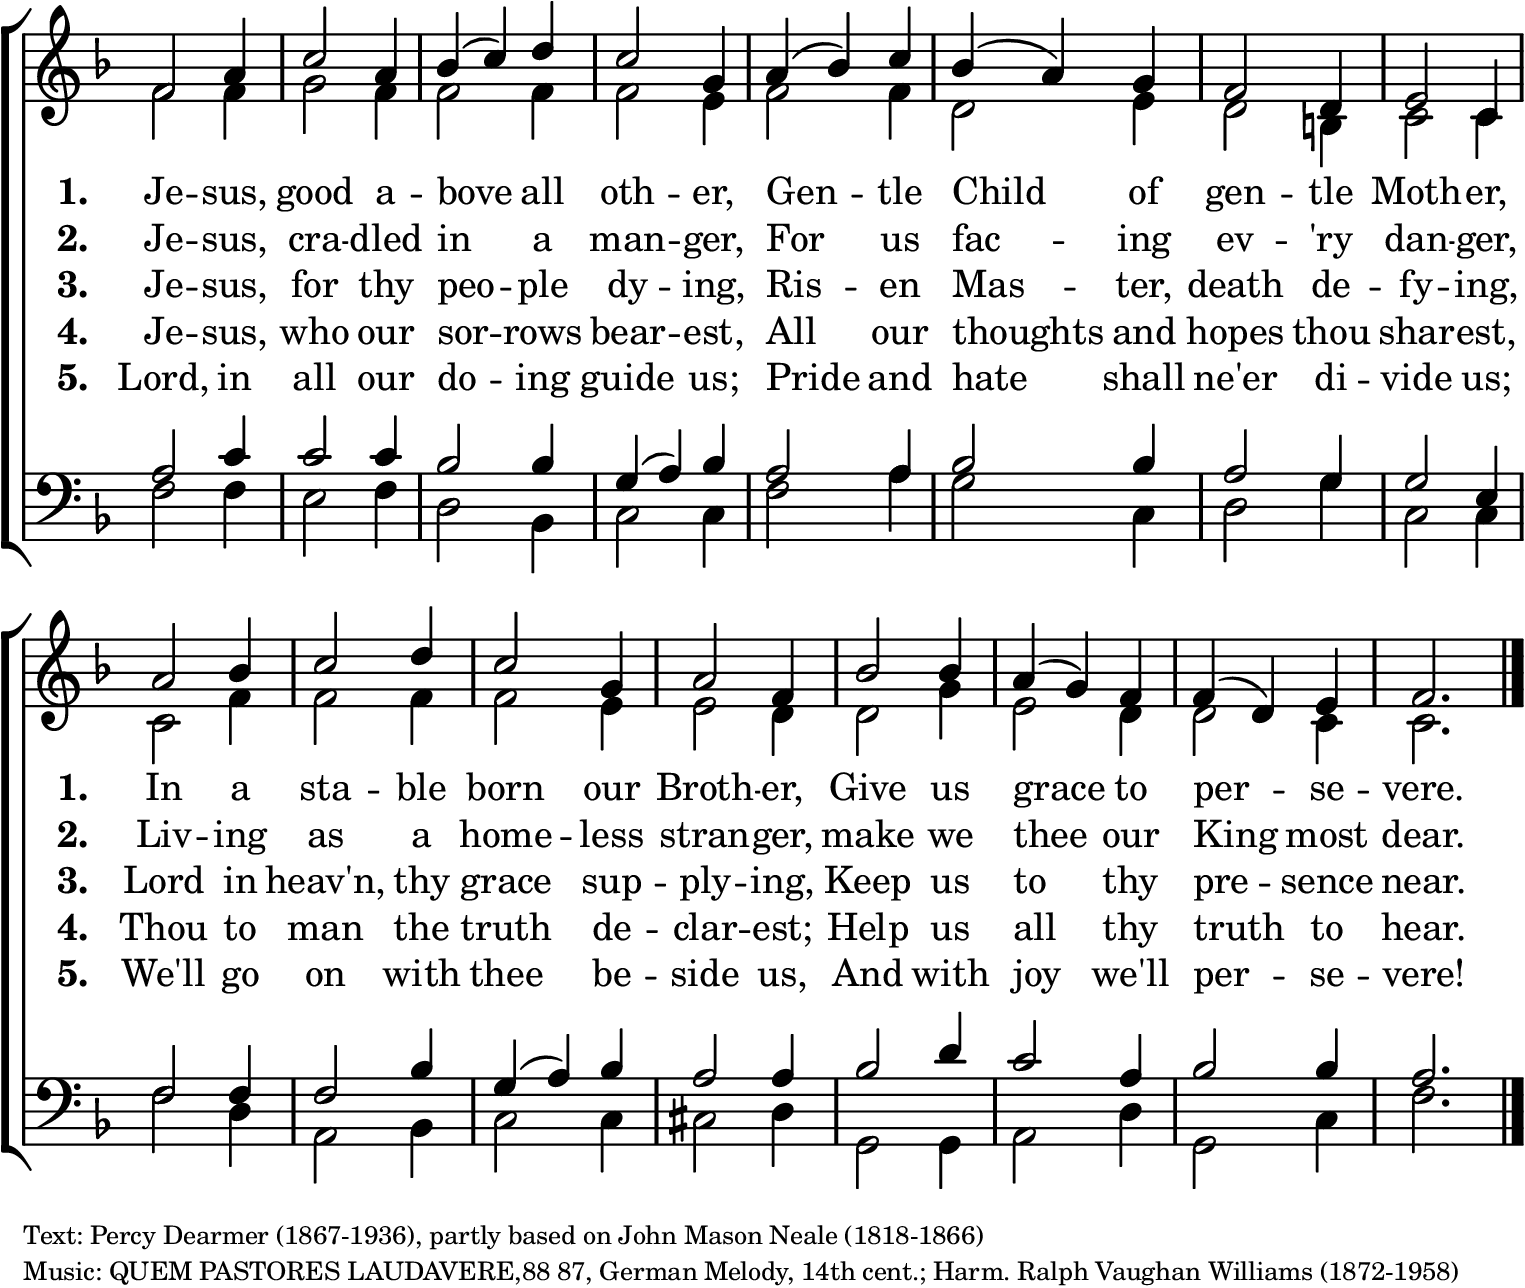 1. Je -- sus, good a -- bove all oth -- er, Gen -- tle Child of gen -- tle Moth -- er,
2. Je -- sus, cra -- dled in a man -- ger, For us fac -- ing ev -- 'ry dan -- ger,
3. Je -- sus, for thy peo -- ple dy -- ing, Ris -- en Mas -- ter, death de -- fy -- ing,
4. Je -- sus, who our sor -- rows bear -- est, All our thoughts and hopes thou shar -- est,
5. Lord, in all our do -- ing guide us; Pride and hate shall ne'er di -- vide us;
1. In a sta -- ble born our Broth -- er, Give us grace to per -- se -- vere.
2. Liv -- ing as a home -- less stran -- ger, make we thee our King most dear.
3. Lord in heav'n, thy grace sup -- ply -- ing, Keep us to thy pre -- sence near.
4. Thou to man the truth de -- clar -- est; Help us all thy truth to hear.
5. We'll go on with thee be -- side us, And with joy we'll per -- se -- vere!
Text: Percy Dearmer (1867-1936), partly based on John Mason Neale (1818-1866)
Music: QUEM PASTORES LAUDAVERE,88 87, German Melody, 14th cent.; Harm. Ralph Vaughan Williams (1872-1958)